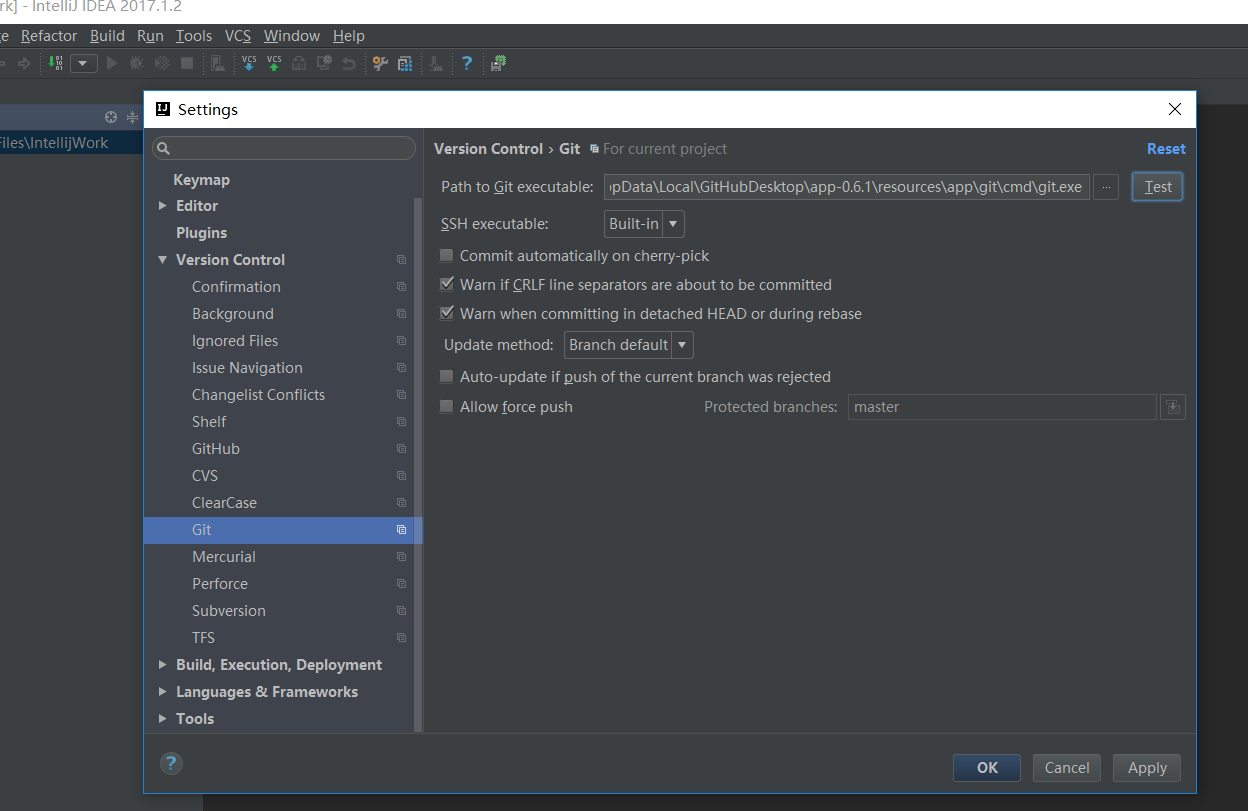 rk] - IntelliJ IDEA 2017.1.2
e Refactor Build Run Tools VCS Window Help
VCS VCS ?
Settings
iles\IntellijWork
Version Control › Git For current project Reset
Keymap
Path to Git executable: pData\Local\GitHubDesktop\app-0.6.1\resources\app\git\cmd\git.exe ... Test
Editor
Plugins
SSH executable: Built-in
Version Control
Commit automatically on cherry-pick
Confirmation
Warn if CRLF line separators are about to be committed
Background
Warn when committing in detached HEAD or during rebase
Ignored Files
Update method: Branch default
Issue Navigation
Auto-update if push of the current branch was rejected
Changelist Conflicts
Allow force push Protected branches: master
Shelf
GitHub
CVS
ClearCase
Git
Mercurial
Perforce
Subversion
TFS
Build, Execution, Deployment
Languages & Frameworks
Tools
? OK Cancel Apply